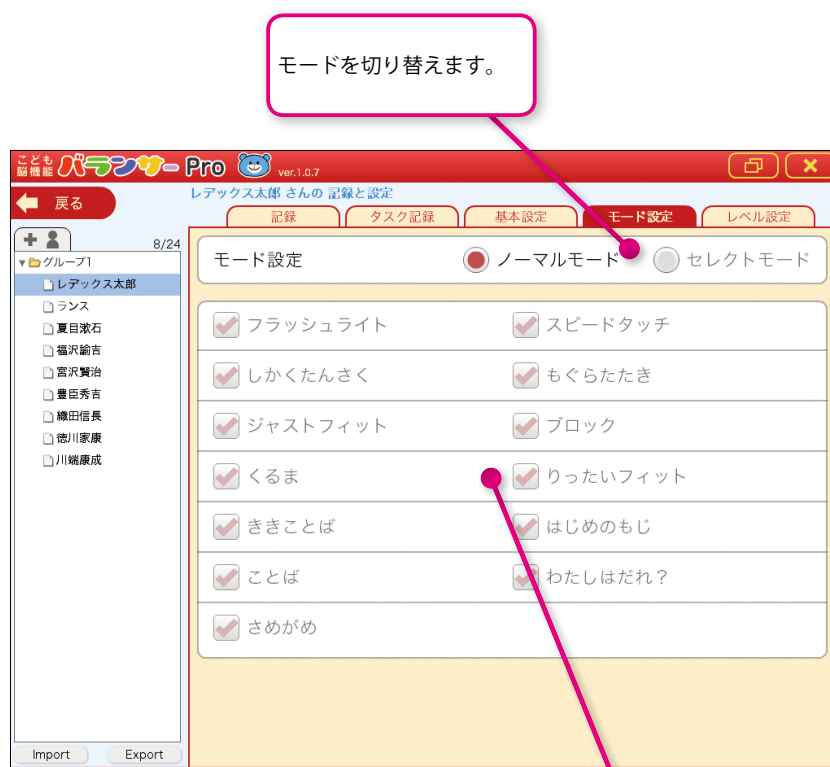 モードを切り替えます。
こども脳機能 バランサー Pro ver.1.0.7
戻る
レデックス太郎 さんの 記録と設定
記録 タスク記録 基本設定 モード設定 レベル設定
8/24
グループ1
レデックス太郎
ランス
夏目漱石
福沢諭吉
宮沢賢治
豊臣秀吉
織田信長
徳川家康
川端康成
モード設定 ノーマルモード セレクトモード
フラッシュライト スピードタッチ
しかくたんさく もぐらたたき
ジャストフィット ブロック
くるま りったいフィット
ききことば はじめのもじ
ことば わたしはだれ？
さめがめ
Import Export